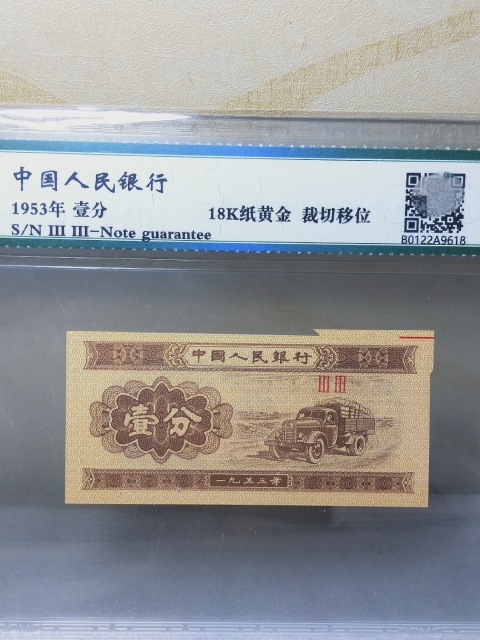 中国人民银行
1953年 壹分
18K纸黄金 裁切移位
S/N III III-Note guarantee
B0122A9618
中国人民银行
III III
壹分
一九五三年